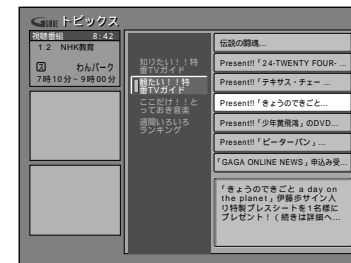 GGUIDE トピックス
視聴番組 8:42
12 NHK教育
ス わんパーク
7時10分~9時00分
知りたい!!特
番TVガイド
観たい!!特
番TVガイド
ここだけ!!と
っておき音楽
週間いろいろ
ランキング
伝説の闘魂...
Present!!「24-TWENTY FOUR-...
Present!!「テキサス・チェー ...
Present!!「きょうのできごと...
Present!!「少年黄飛鴻」のDVD...
Present!!「ピーターパン」...
「GAGA ONLINE NEWS」申込み受...
「きょうのできごと a day on
the planet」伊藤歩サイン入
り特製プレスシートを1名様に
プレゼント!(続きは詳細へ...